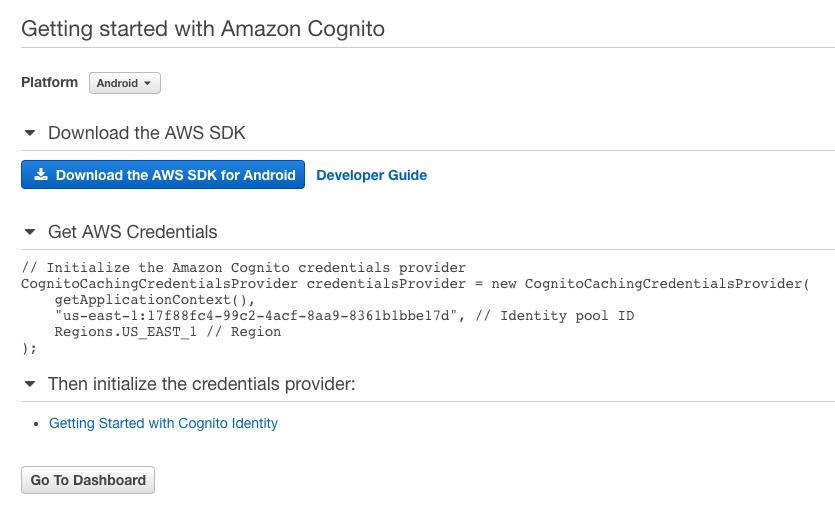 Getting started with Amazon Cognito
Platform Android
Download the AWS SDK
Download the AWS SDK for Android Developer Guide
Get AWS Credentials
// Initialize the Amazon Cognito credentials provider
CognitoCachingCredentialsProvider credentialsProvider = new CognitoCachingCredentialsProvider(
    getApplicationContext(),
    "us-east-1:17f88fc4-99c2-4acf-8aa9-8361b1bbe17d", // Identity pool ID
    Regions.US_EAST_1 // Region
);
Then initialize the credentials provider:
• Getting Started with Cognito Identity
Go To Dashboard